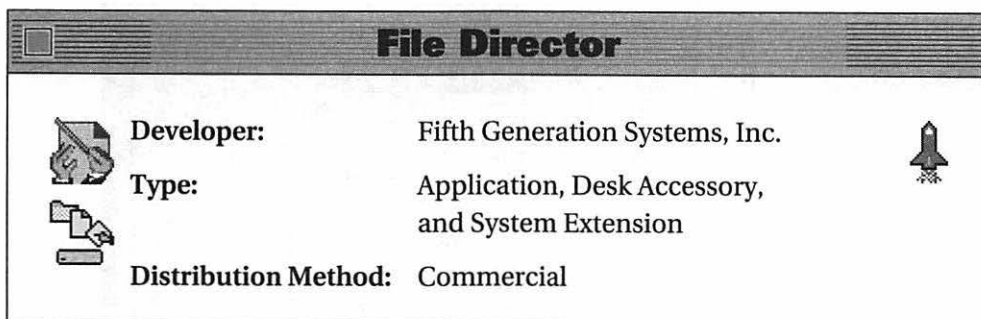 File Director
Developer: Fifth Generation Systems, Inc.
Type: Application, Desk Accessory,
and System Extension
Distribution Method: Commercial